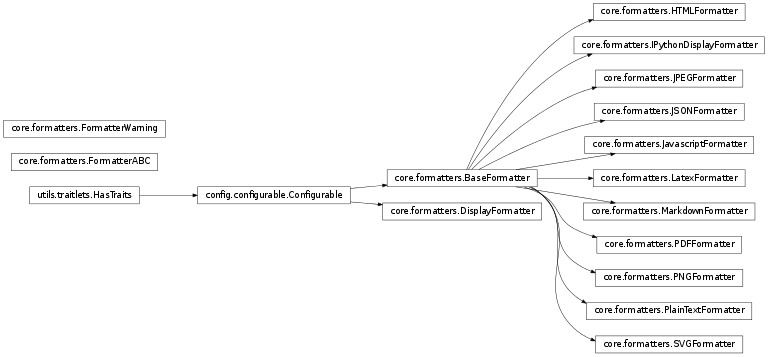 core.formatters.HTMLFormatter
core.formatters.IPythonDisplayFormatter
core.formatters.JPEGFormatter
core.formatters.JSONFormatter
core.formatters.FormatterWarning
core.formatters.JavascriptFormatter
core.formatters.FormatterABC
core.formatters.BaseFormatter
core.formatters.LatexFormatter
utils.traitlets.HasTraits
config.configurable.Configurable
core.formatters.DisplayFormatter
core.formatters.MarkdownFormatter
core.formatters.PDFFormatter
core.formatters.PNGFormatter
core.formatters.PlainTextFormatter
core.formatters.SVGFormatter